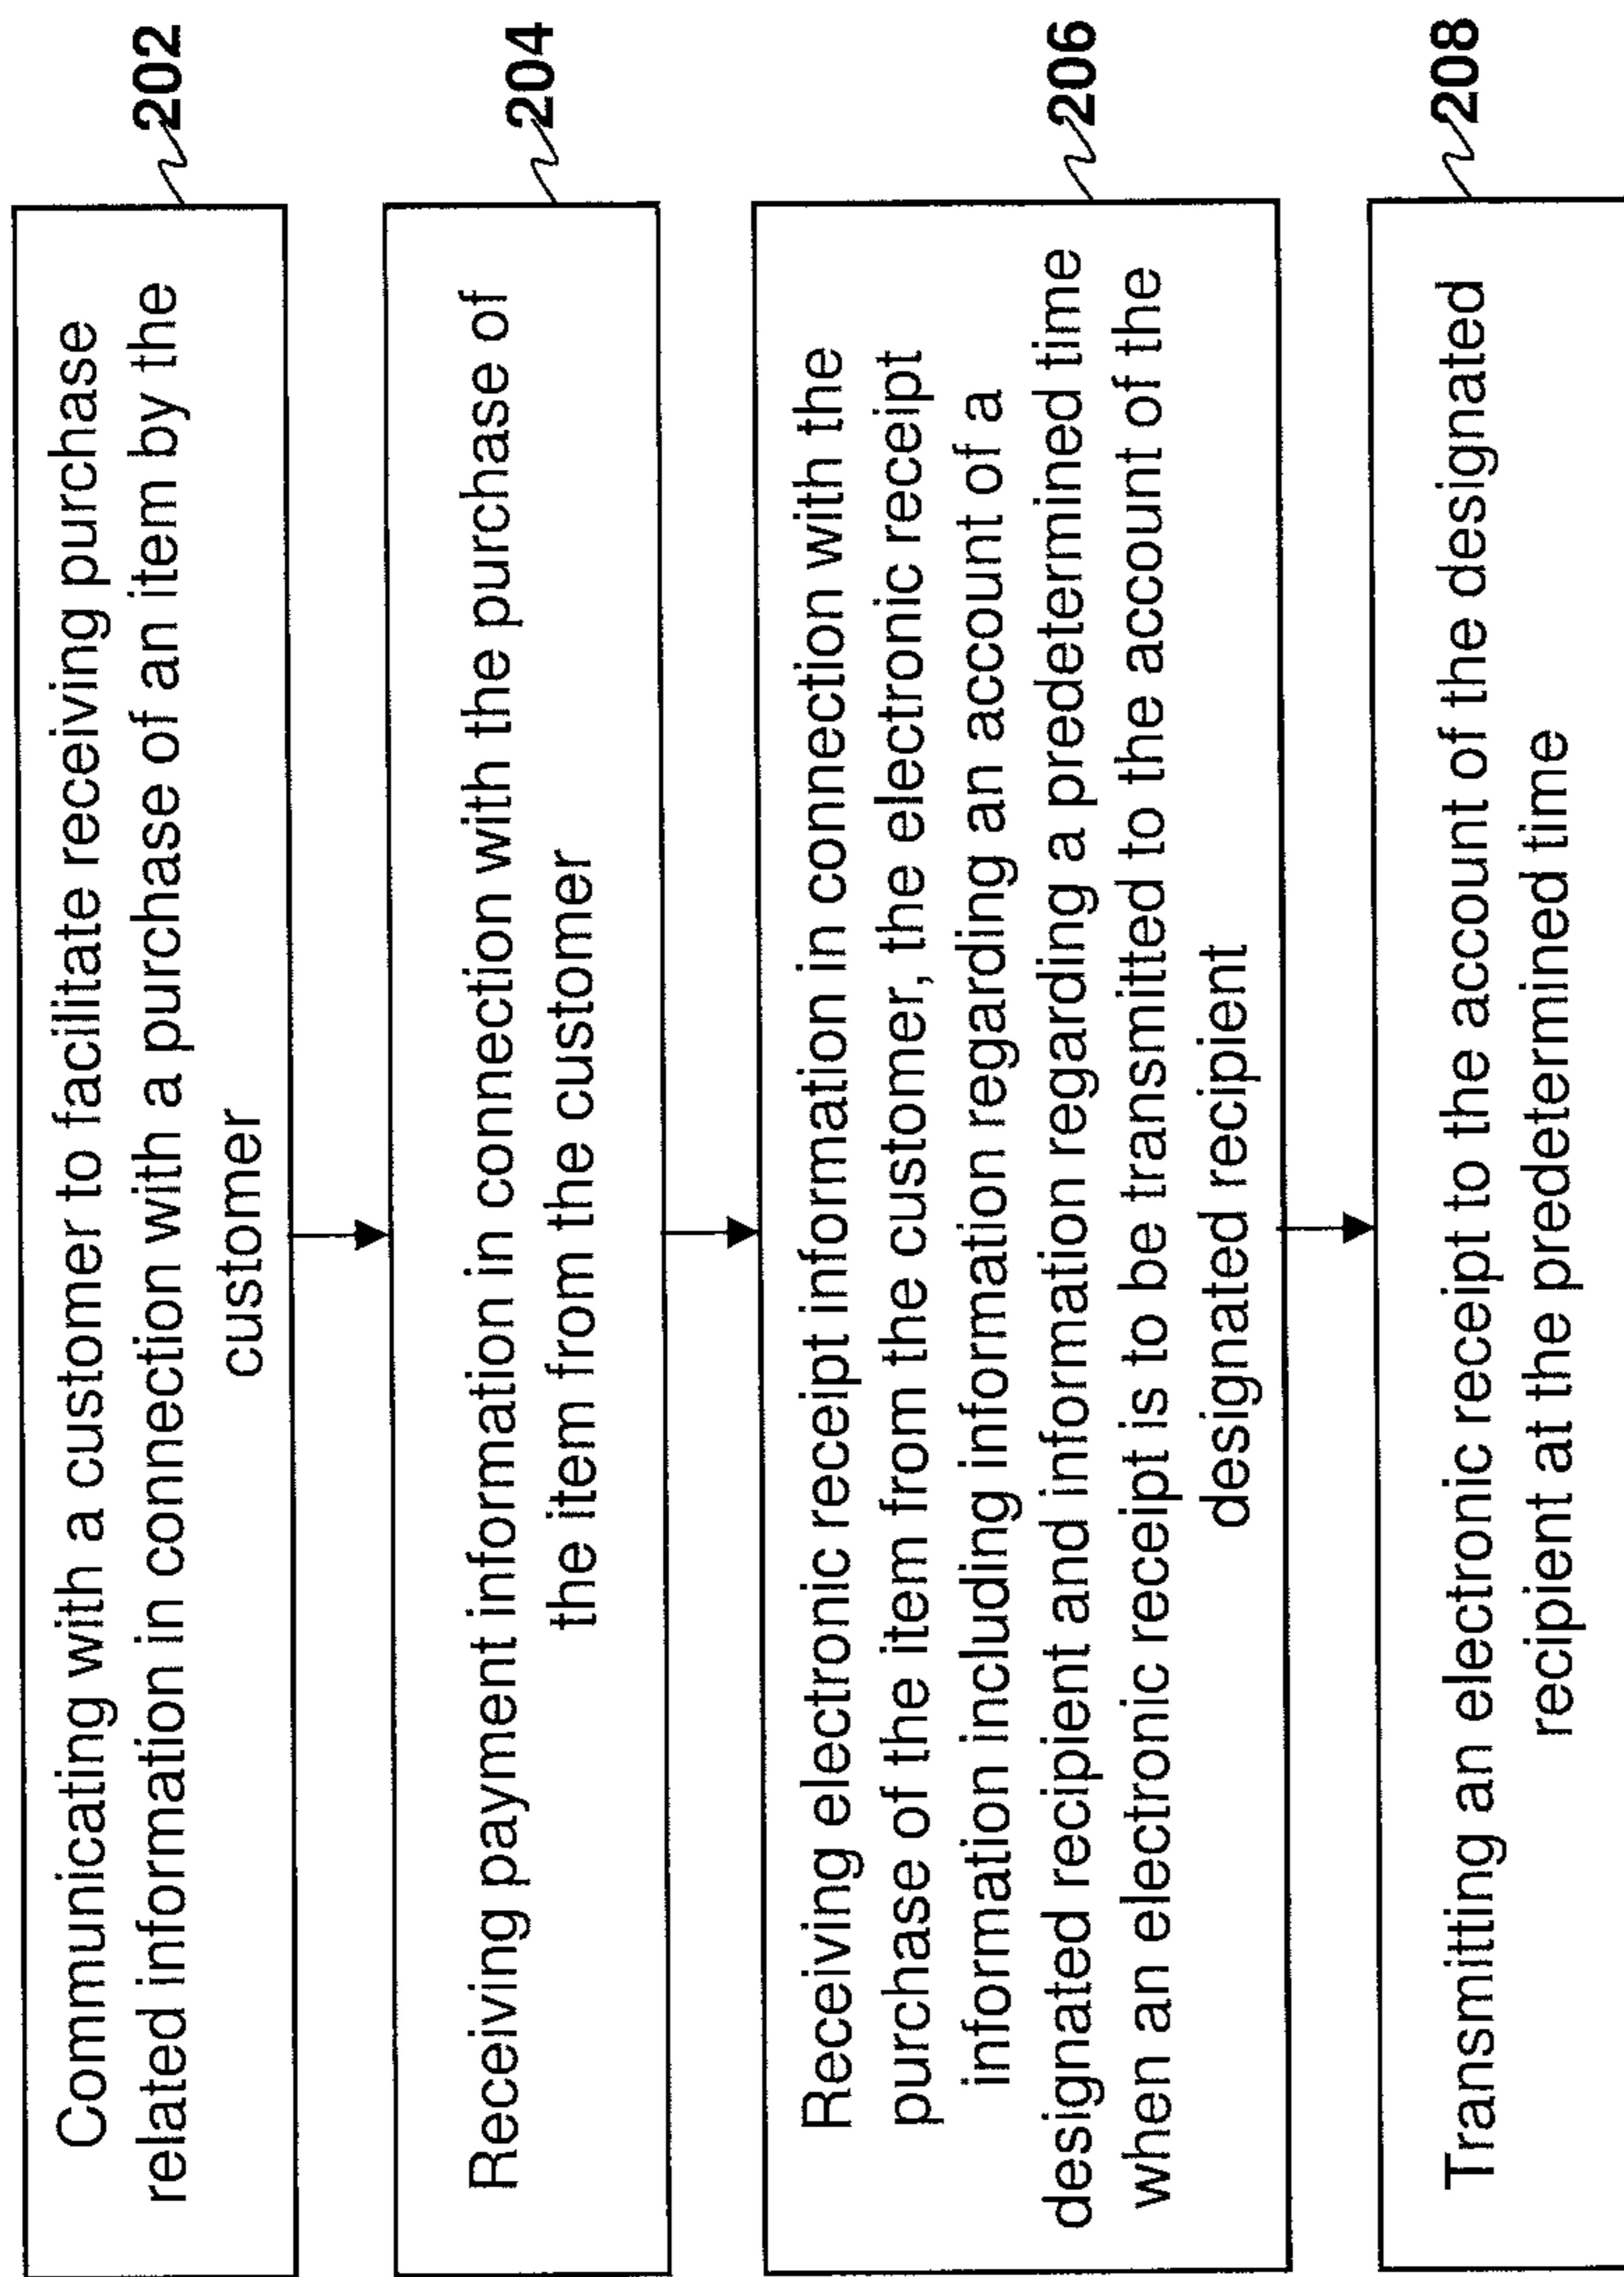 Communicating with a customer to facilitate receiving purchase
related information in connection with a purchase of an item by the
customer
202
Receiving payment information in connection with the purchase of
the item from the customer
204
Receiving electronic receipt information in connection with the
purchase of the item from the customer, the electronic receipt
information including information regarding an account of a
designated recipient and information regarding a predetermined time
when an electronic receipt is to be transmitted to the account of the
designated recipient
206
Transmitting an electronic receipt to the account of the designated
recipient at the predetermined time
208